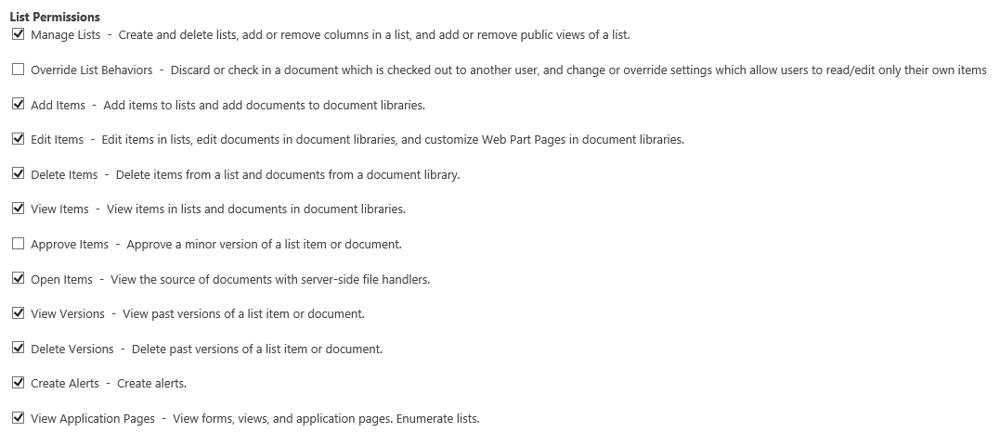 List Permissions
Manage Lists - Create and delete lists, add or remove columns in a list, and add or remove public views of a list.
Override List Behaviors - Discard or check in a document which is checked out to another user, and change or override settings which allow users to read/edit only their own items
Add Items - Add items to lists and add documents to document libraries.
Edit Items - Edit items in lists, edit documents in document libraries, and customize Web Part Pages in document libraries.
Delete Items - Delete items from a list and documents from a document library.
View Items - View items in lists and documents in document libraries.
Approve Items - Approve a minor version of a list item or document.
Open Items - View the source of documents with server-side file handlers.
View Versions - View past versions of a list item or document.
Delete Versions - Delete past versions of a list item or document.
Create Alerts - Create alerts.
View Application Pages - View forms, views, and application pages. Enumerate lists.